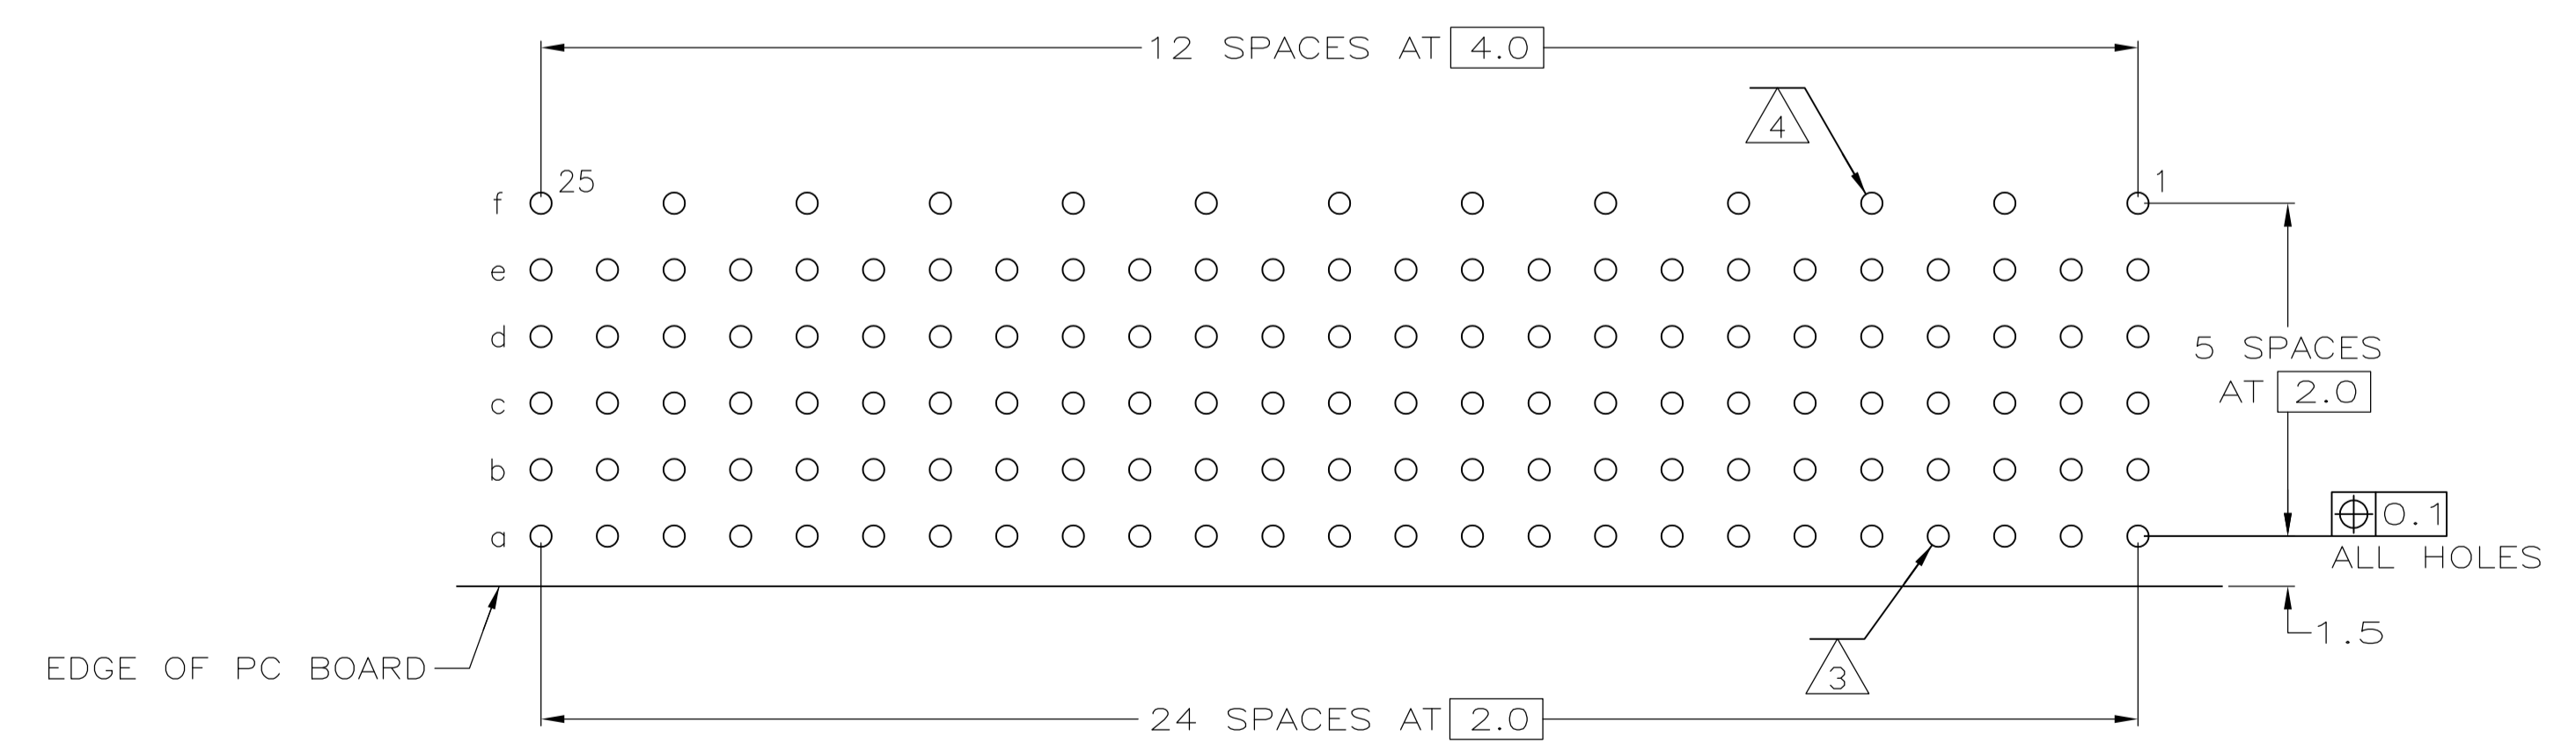 12 SPACES AT 4.0
4
25
1
f
e
d
c
b
a
5 SPACES
AT 2.0
0.1
ALL HOLES
1.5
EDGE OF PC BOARD
3
24 SPACES AT 2.0